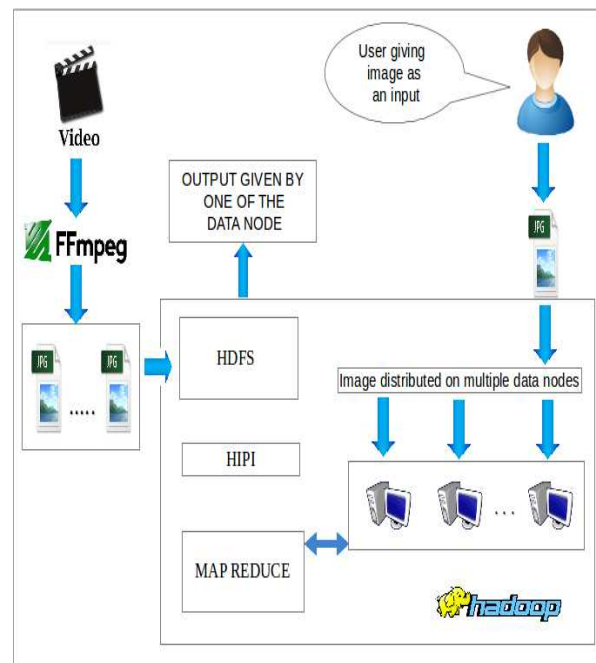 Video
FFmpeg
JPG
JPG
.....
User giving
image as
an input
JPG
OUTPUT GIVEN BY
ONE OF THE
DATA NODE
HDFS
HIPI
MAP REDUCE
Image distributed on multiple data nodes
...
hadoop